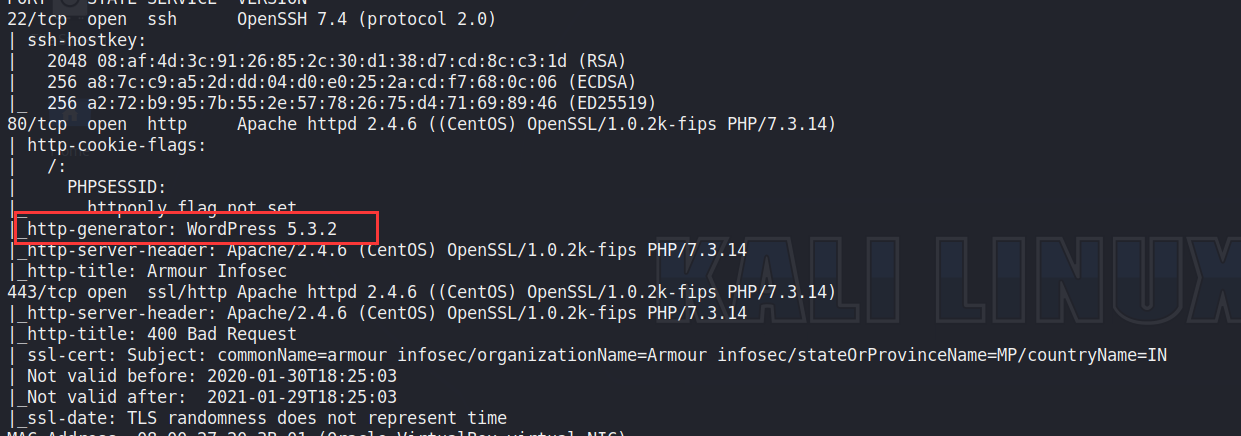 PORT   STATE SERVICE  VERSION
22/tcp  open  ssh      OpenSSH 7.4 (protocol 2.0)
| ssh-hostkey:
|   2048 08:af:4d:3c:91:26:85:2c:30:d1:38:d7:cd:8c:c3:1d (RSA)
|   256 a8:7c:c9:a5:2d:dd:04:d0:e0:25:2a:cd:f7:68:0c:06 (ECDSA)
|_  256 a2:72:b9:95:7b:55:2e:57:78:26:75:d4:71:69:89:46 (ED25519)
80/tcp  open  http     Apache httpd 2.4.6 ((CentOS) OpenSSL/1.0.2k-fips PHP/7.3.14)
| http-cookie-flags:
|   /:
|     PHPSESSID:
|_      httponly flag not set
|_http-generator: WordPress 5.3.2
|_http-server-header: Apache/2.4.6 (CentOS) OpenSSL/1.0.2k-fips PHP/7.3.14
|_http-title: Armour Infosec
443/tcp open  ssl/http Apache httpd 2.4.6 ((CentOS) OpenSSL/1.0.2k-fips PHP/7.3.14)
|_http-server-header: Apache/2.4.6 (CentOS) OpenSSL/1.0.2k-fips PHP/7.3.14
|_http-title: 400 Bad Request
| ssl-cert: Subject: commonName=armour infosec/organizationName=Armour infosec/stateOrProvinceName=MP/countryName=IN
| Not valid before: 2020-01-30T18:25:03
|_Not valid after:  2021-01-29T18:25:03
|_ssl-date: TLS randomness does not represent time
MAC Address: 08:00:27:20:3B:01 (Oracle VirtualBox virtual NIC)
KALI LINUX